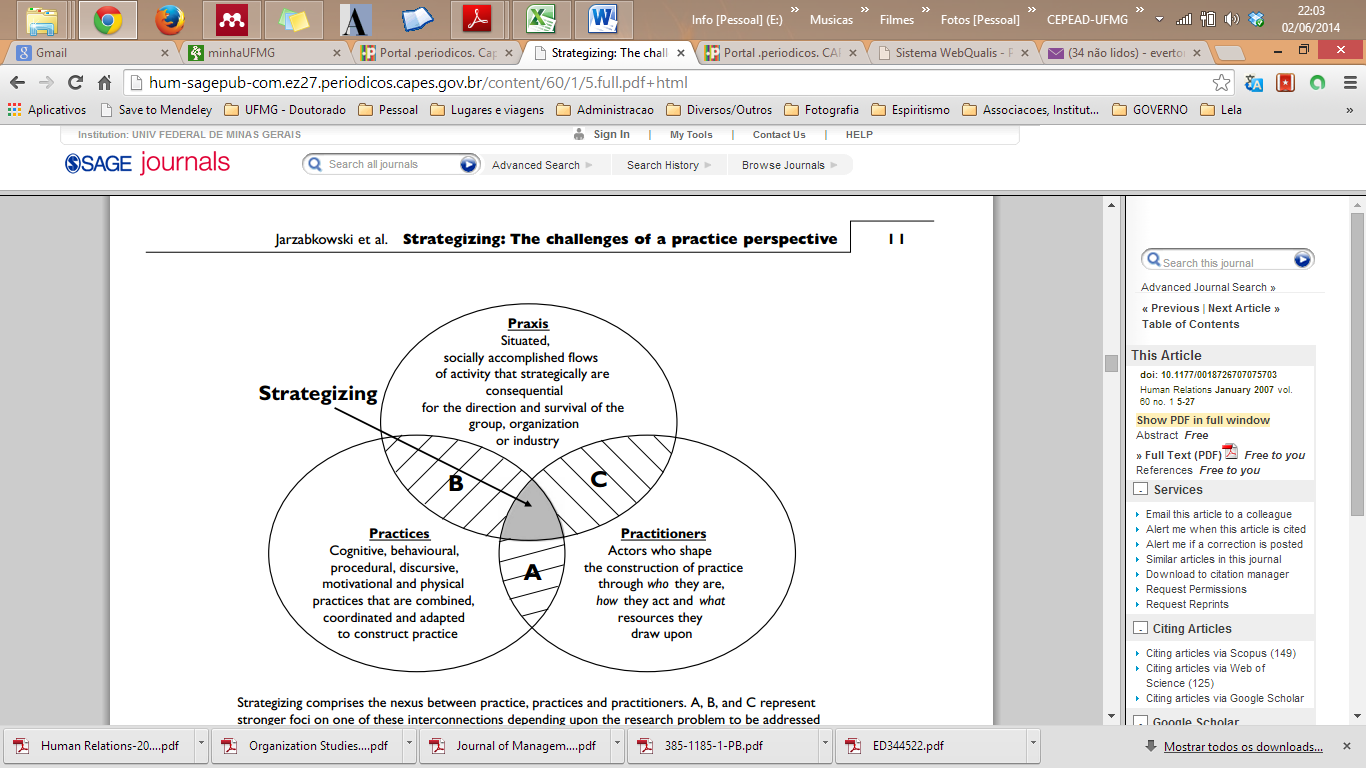 Info [Pessoal] (E:) » Musicas » Filmes » Fotos [Pessoal] » CEPEAD-UFMG »
22:03
02/06/2014
Gmail
minhaUFMG
Portal .periodicos. Cap
Strategizing: The chall
Portal .periodicos. CAP
Sistema WebQualis - P
(34 não lidos) - everto
hum-sagepub-com.ez27.periodicos.capes.gov.br/content/60/1/5.full.pdf+html
Aplicativos
Save to Mendeley
UFMG - Doutorado
Pessoal
Lugares e viagens
Administracao
Diversos/Outros
Fotografia
Espiritismo
Associacoes, Institut...
GOVERNO
Lela
»
Institution: UNIV FEDERAL DE MINAS GERAIS
Sign In | My Tools | Contact Us | HELP
SAGE journals
Search all journals
Advanced Search
Search History
Browse Journals
Jarzabkowski et al. Strategizing: The challenges of a practice perspective 11
Praxis
Situated,
socially accomplished flows
of activity that strategically are
consequential
for the direction and survival of the
group, organization
or industry
Strategizing
B
C
A
Practices
Cognitive, behavioural,
procedural, discursive,
motivational and physical
practices that are combined,
coordinated and adapted
to construct practice
Practitioners
Actors who shape
the construction of practice
through who they are,
how they act and what
resources they
draw upon
Strategizing comprises the nexus between practice, practices and practitioners. A, B, and C represent
stronger foci on one of these interconnections depending upon the research problem to be addressed
Search this journal
Advanced Journal Search »
« Previous | Next Article »
Table of Contents
This Article
doi: 10.1177/0018726707075703
Human Relations January 2007 vol.
60 no. 1 5-27
Show PDF in full window
Abstract Free
» Full Text (PDF) Free to you
References Free to you
- Services
Email this article to a colleague
Alert me when this article is cited
Alert me if a correction is posted
Similar articles in this journal
Download to citation manager
Request Permissions
Request Reprints
- Citing Articles
Citing articles via Scopus (149)
Citing articles via Web of
Science (125)
Citing articles via Google Scholar
- Google Scholar
Human Relations-20....pdf
Organization Studies....pdf
Journal of Managem....pdf
385-1185-1-PB.pdf
ED344522.pdf
Mostrar todos os downloads...